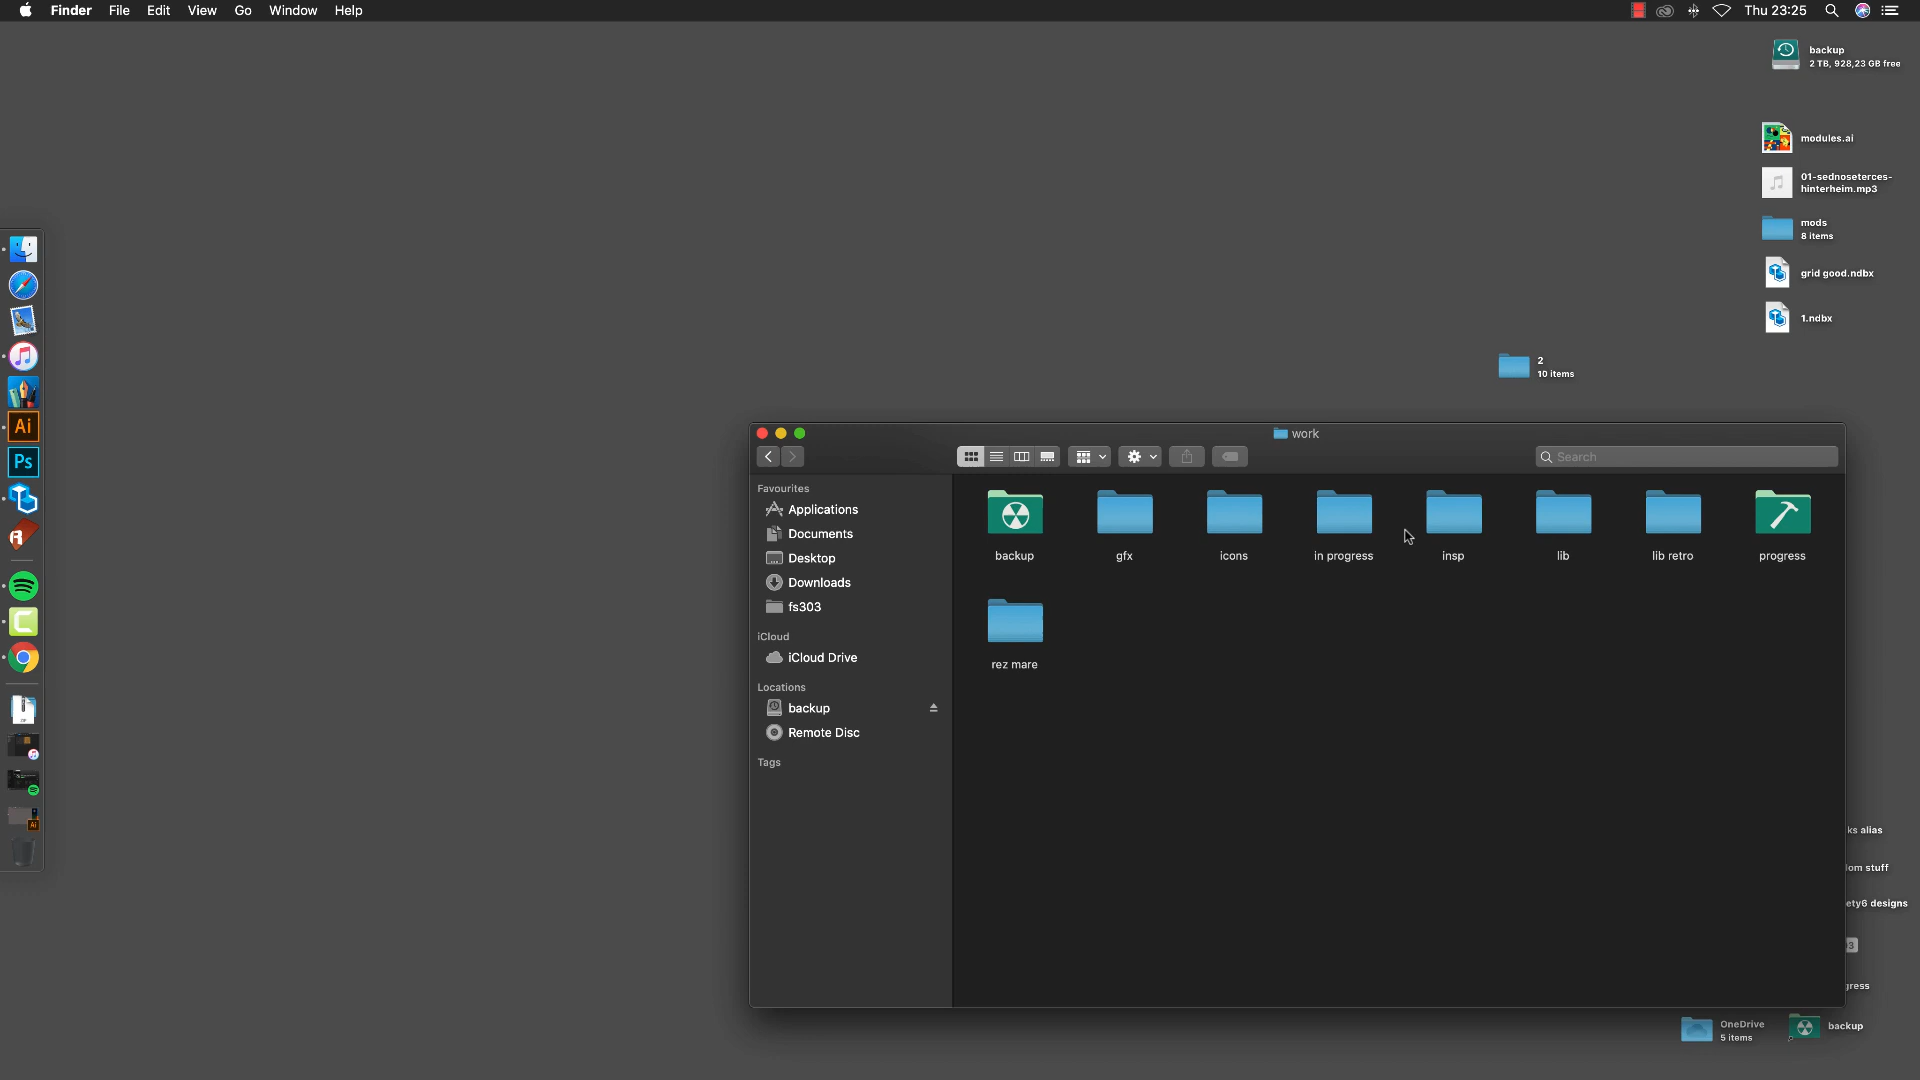 Finder File Edit View Go Window Help
Thu 23:25
backup
2 TB, 928,23 GB free
modules.ai
01-sednoseterces-
hinterheim.mp3
mods
8 items
grid good.ndbx
1.ndbx
2
10 items
work
Search
Favourites
Applications
Documents
Desktop
Downloads
fs303
iCloud
iCloud Drive
Locations
backup
Remote Disc
Tags
backup gfx icons in progress insp lib lib retro progress
rez mare
Ai
Ps
ks alias
om stuff
ety6 designs
3
gress
OneDrive
5 items
backup